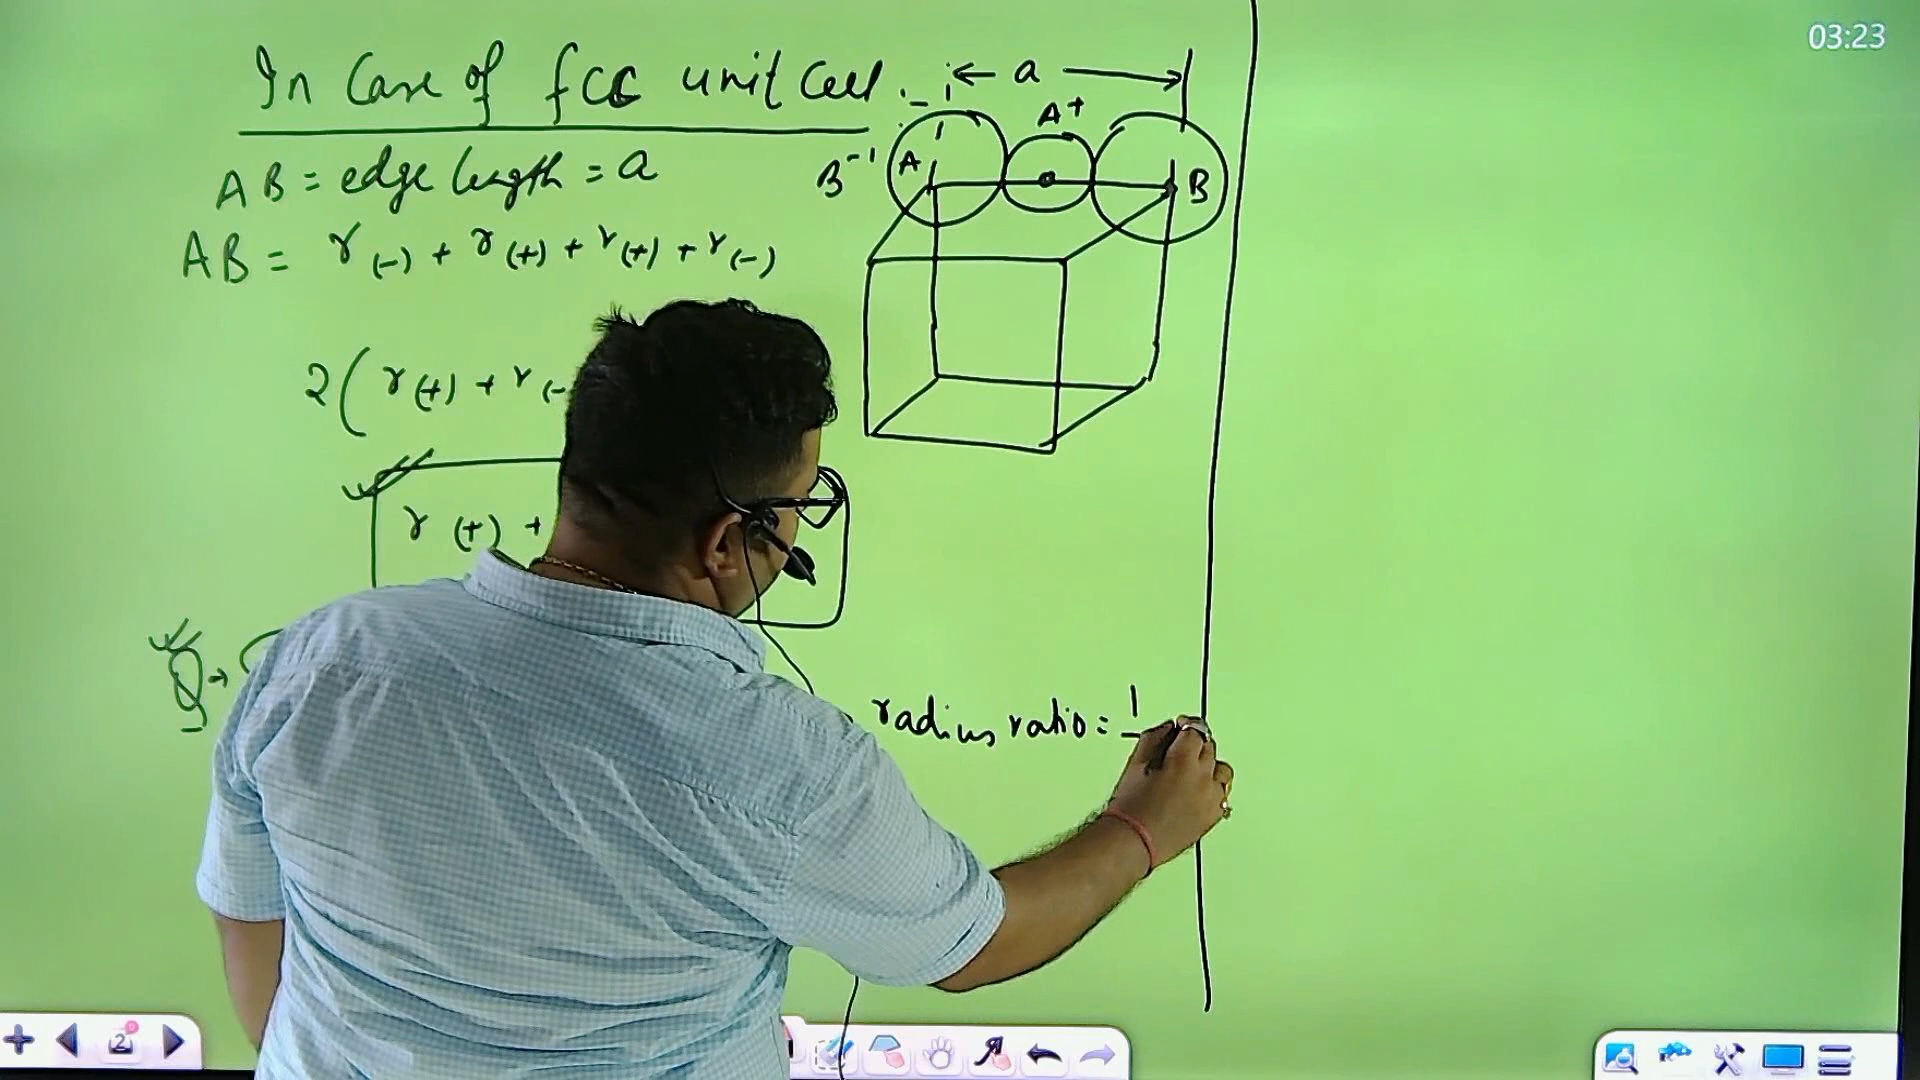 03:23
In Case of fcc unit Cell
← a →
A+
B-1 A B
AB = edge length = a
AB = r(-) + r(+) + r(+) + r(-)
2(r(+) + r(-
r(+) +
Q →
radius ratio = 1
2